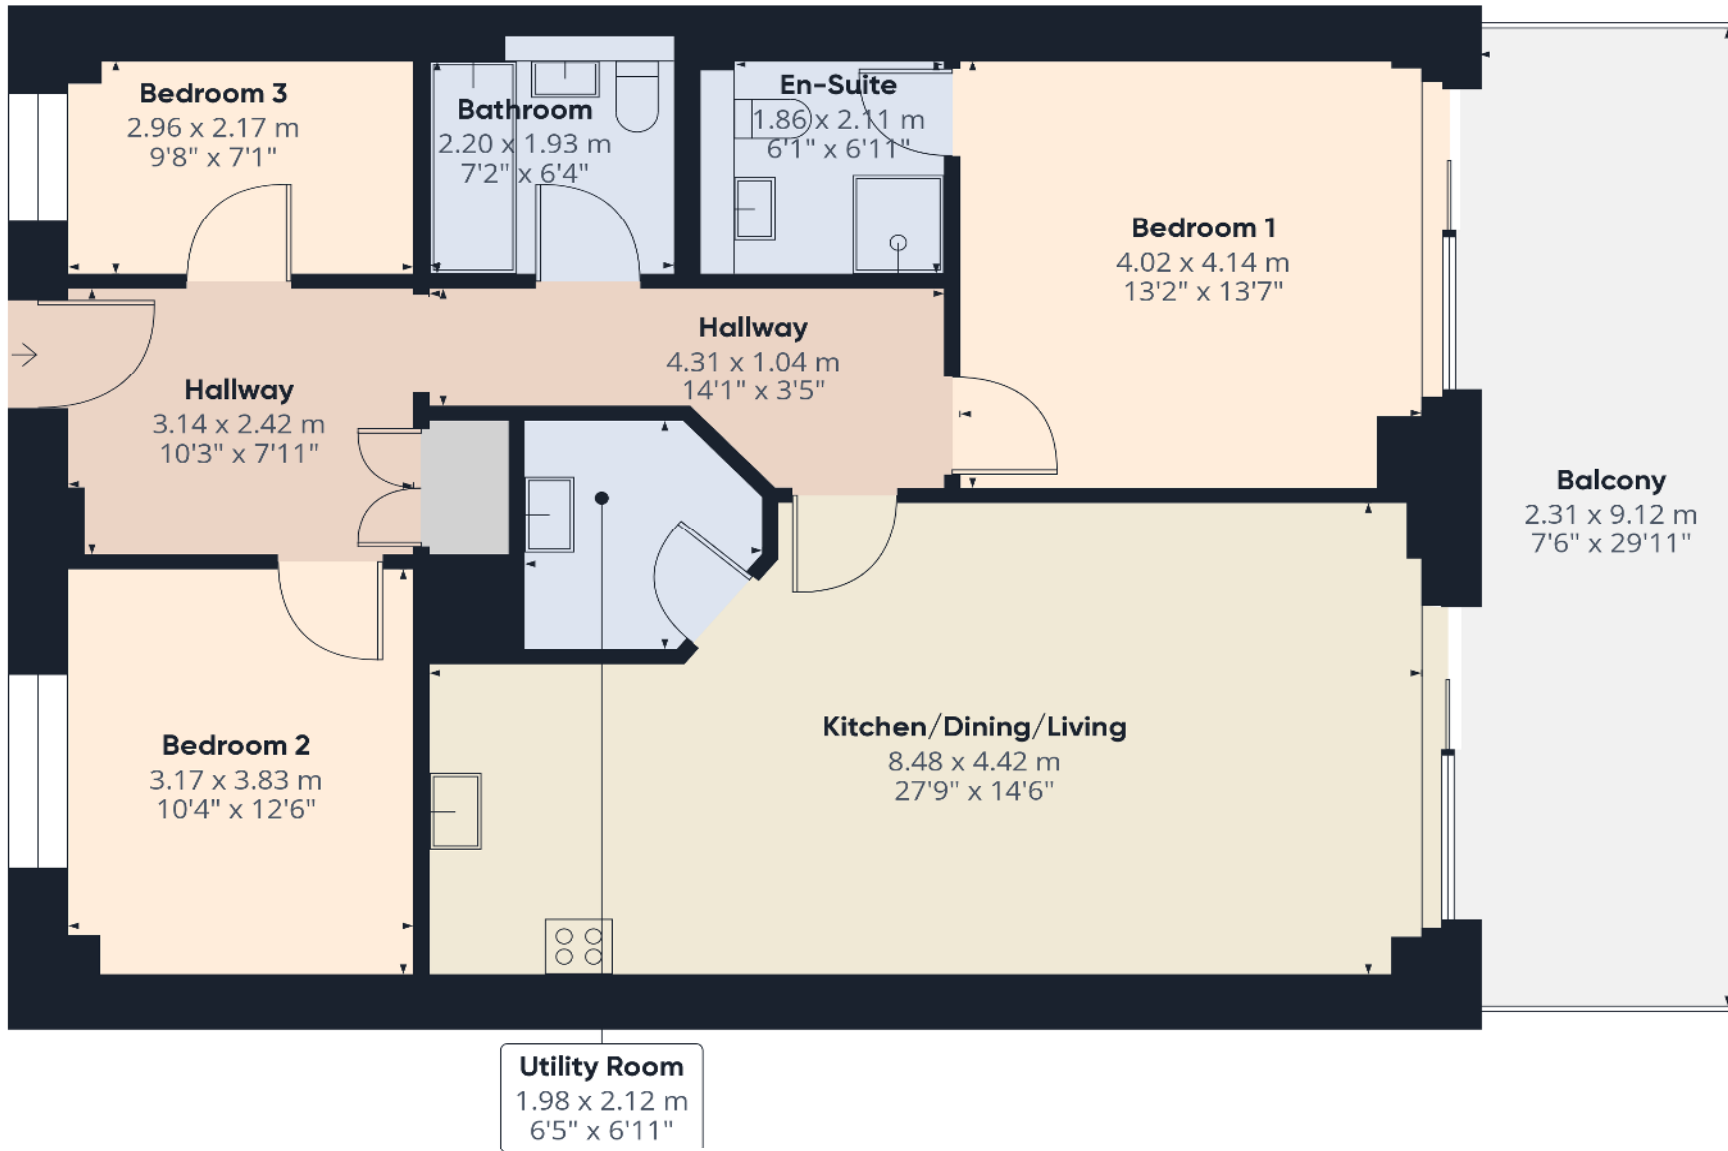 Bedroom 3
2.96 x 2.17 m
9'8" x 7'1"
Bathroom
2.20 x 1.93 m
7'2" x 6'4"
En-Suite
1.86 x 2.11 m
6'1" x 6'11"
Bedroom 1
4.02 x 4.14 m
13'2" x 13'7"
Hallway
4.31 x 1.04 m
14'1" x 3'5"
Hallway
3.14 x 2.42 m
10'3" x 7'11"
Balcony
2.31 x 9.12 m
7'6" x 29'11"
Bedroom 2
3.17 x 3.83 m
10'4" x 12'6"
Kitchen/Dining/Living
8.48 x 4.42 m
27'9" x 14'6"
Utility Room
1.98 x 2.12 m
6'5" x 6'11"